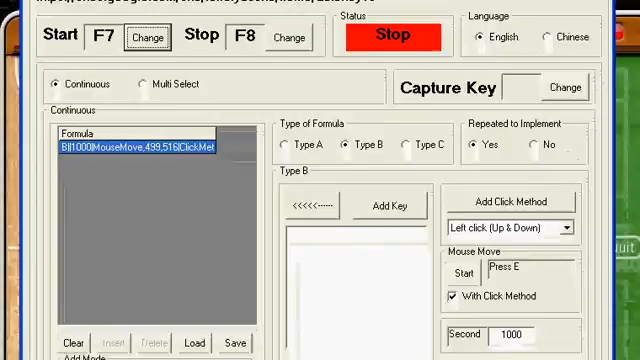 Status
Language
Start F7 Change Stop F8 Change Stop English Chinese
Continuous Multi Select
Capture Key Change
Continuous
Formula
B||1000|MouseMove,499,516|ClickMet
Type of Formula
Type A Type B Type C
Repeated to Implement
Yes No
Type B
<<<<<------ Add Key
Add Click Method
Left click (Up & Down)
Mouse Move
Start Press E
With Click Method
Second 1000
Clear Insert Delete Load Save
Add Mode